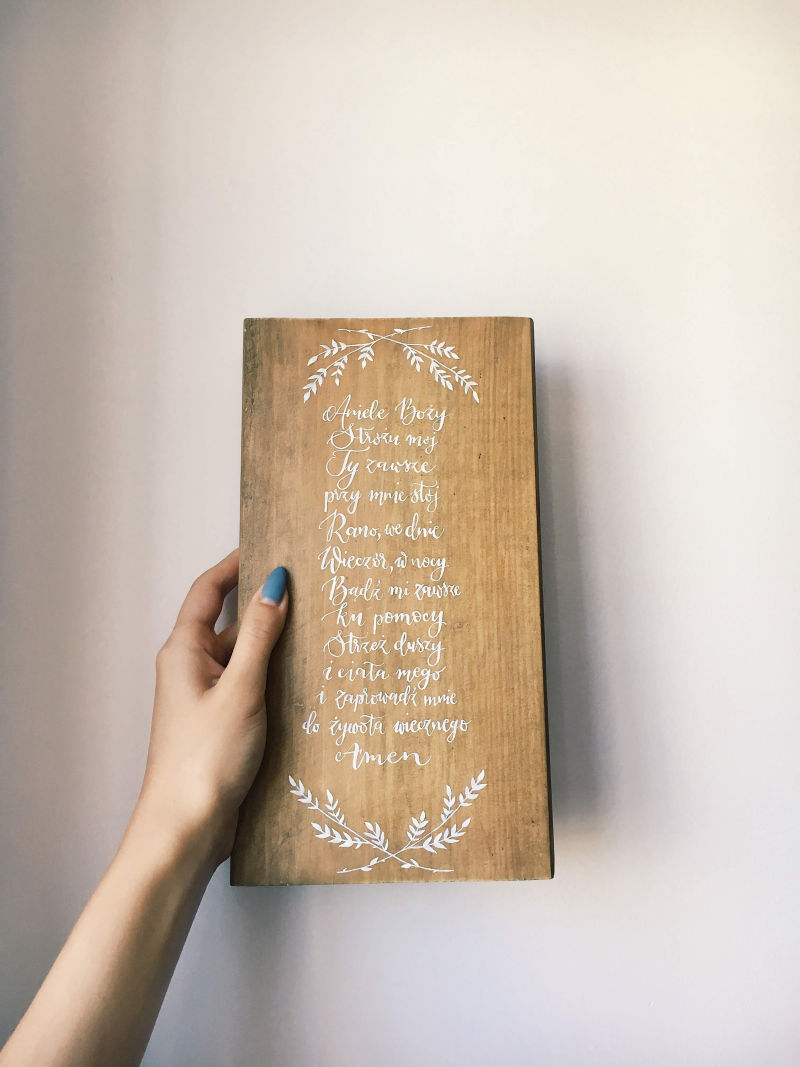 Aniele Boży
Stróżu mój
Ty zawsze
przy mnie stój
Rano, we dnie
Wieczór, w nocy
Bądź mi zawsze
ku pomocy
Strzeż duszy
i ciała mego
i zaprowadź mnie
do żywota wiecznego
Amen